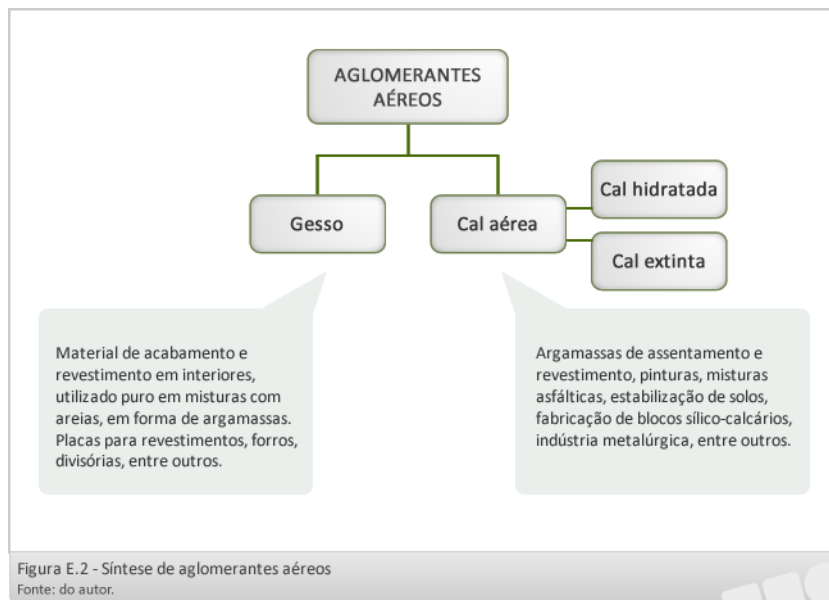 AGLOMERANTES
AÉREOS
Gesso
Cal aérea
Cal hidratada
Cal extinta
Material de acabamento e
revestimento em interiores,
utilizado puro em misturas com
areias, em forma de argamassas.
Placas para revestimentos, forros,
divisórias, entre outros.
Argamassas de assentamento e
revestimento, pinturas, misturas
asfálticas, estabilização de solos,
fabricação de blocos sílico-calcários,
indústria metalúrgica, entre outros.
Figura E.2 - Síntese de aglomerantes aéreos
Fonte: do autor.